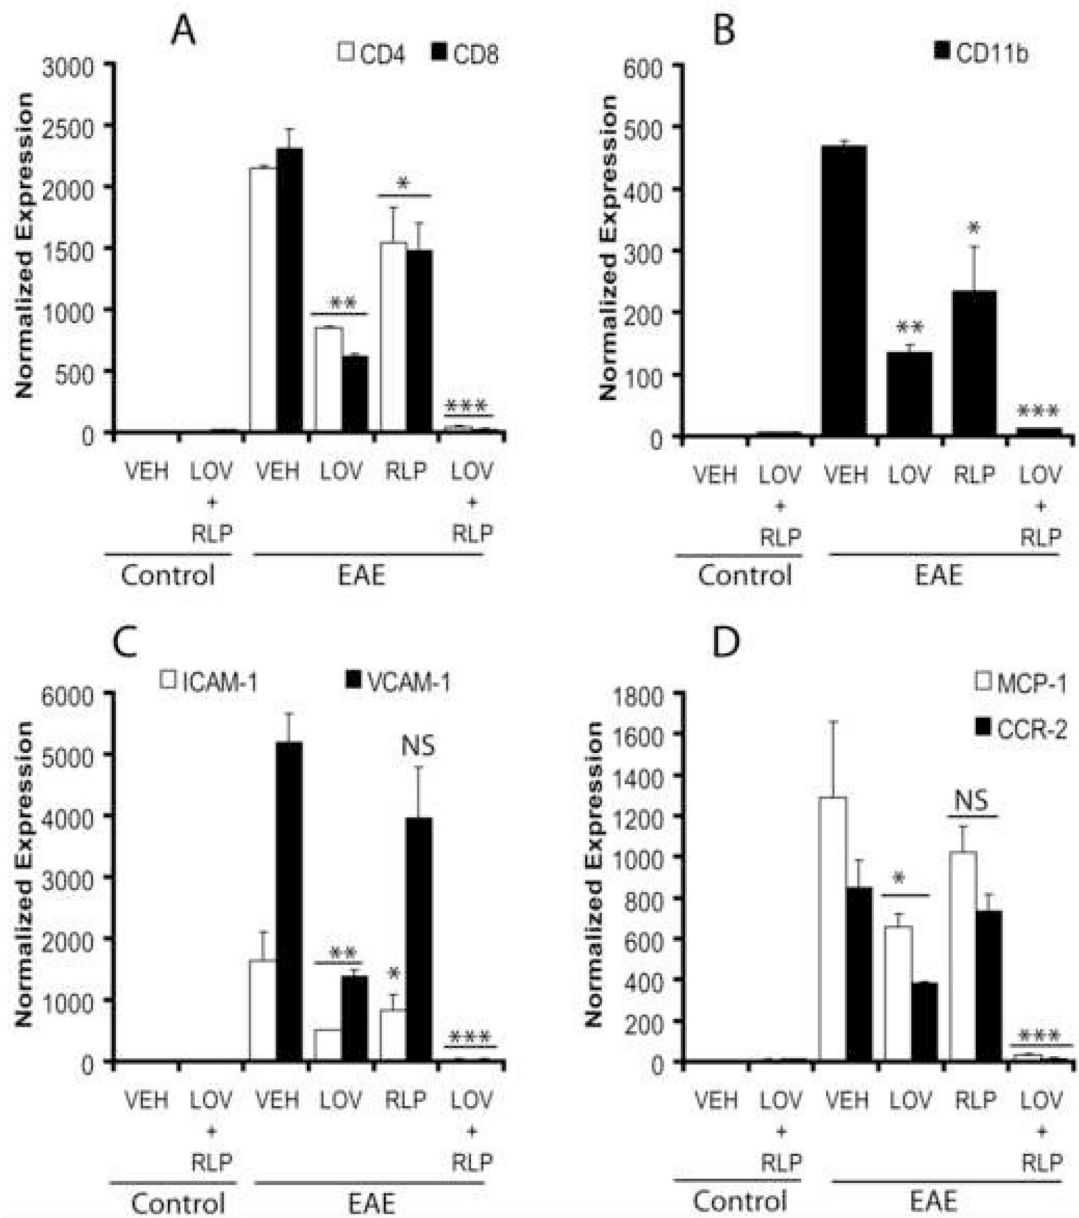 A
CD4 CD8
Normalized Expression
3000
2500
2000
1500
1000
500
0
**
*
***
VEH LOV VEH LOV RLP LOV
+ +
RLP RLP
Control EAE
B
CD11b
Normalized Expression
600
500
400
300
200
100
0
**
*
***
VEH LOV VEH LOV RLP LOV
+ +
RLP RLP
Control EAE
C
ICAM-1 VCAM-1
Normalized Expression
6000
5000
4000
3000
2000
1000
0
**
*
NS
***
VEH LOV VEH LOV RLP LOV
+ +
RLP RLP
Control EAE
D
MCP-1
CCR-2
Normalized Expression
1800
1600
1400
1200
1000
800
600
400
200
0
*
NS
***
VEH LOV VEH LOV RLP LOV
+ +
RLP RLP
Control EAE